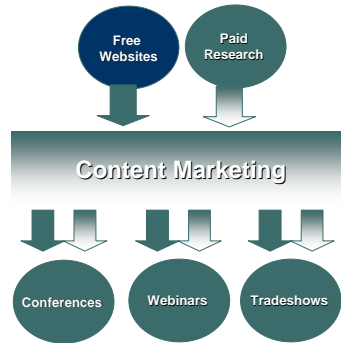 Free
Websites
Paid
Research
Content Marketing
Conferences
Webinars
Tradeshows